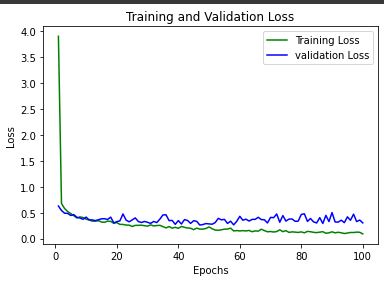 Training and Validation Loss
Training Loss
validation Loss
Loss
4.0
3.5
3.0
2.5
2.0
1.5
1.0
0.5
0.0
0 20 40 60 80 100
Epochs